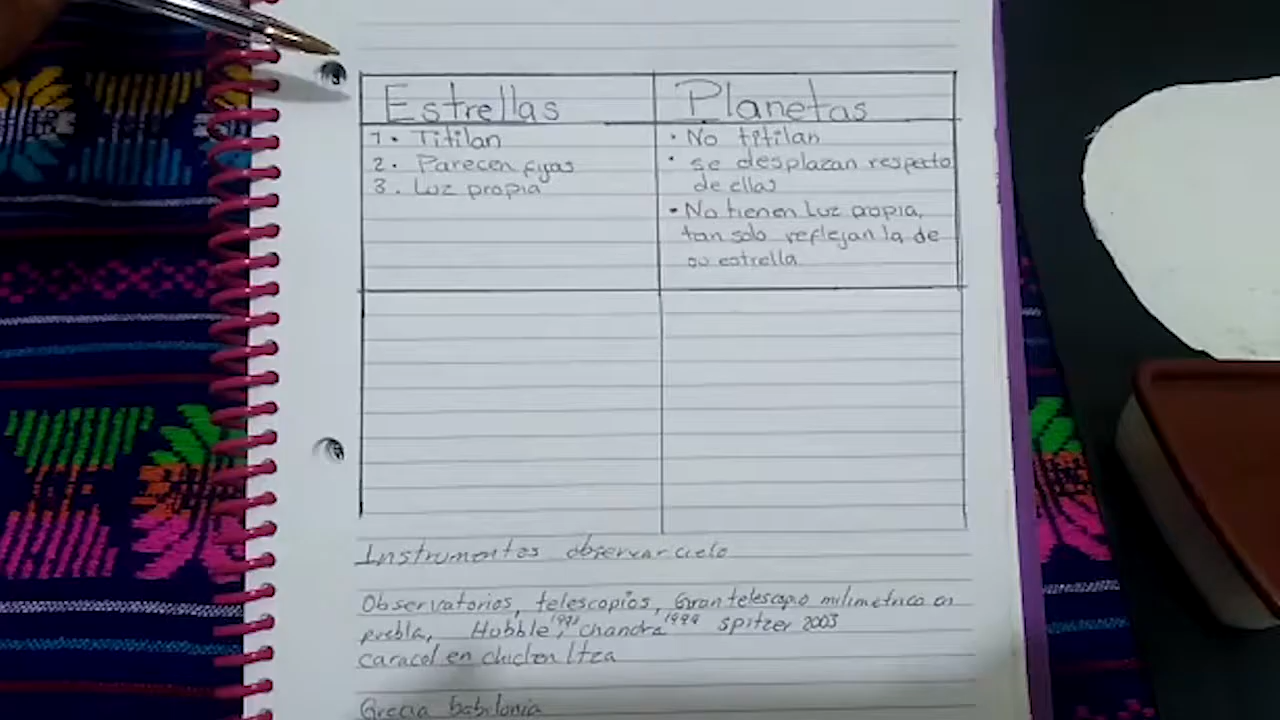 Estrellas
Planetas
1. Titilan
2. Parecen fijas
3. Luz propia
• No titilan
• se desplazan respecto
de ellas
• No tienen Luz propia,
tan solo reflejan la de
su estrella
Instrumentos observar cielo
Observatorios, telescopios, Gran telescopio milimetrico en
puebla, Hubble, chandra 1999 spitzer 2003
caracol en chichen Itza
Grecia babilonia